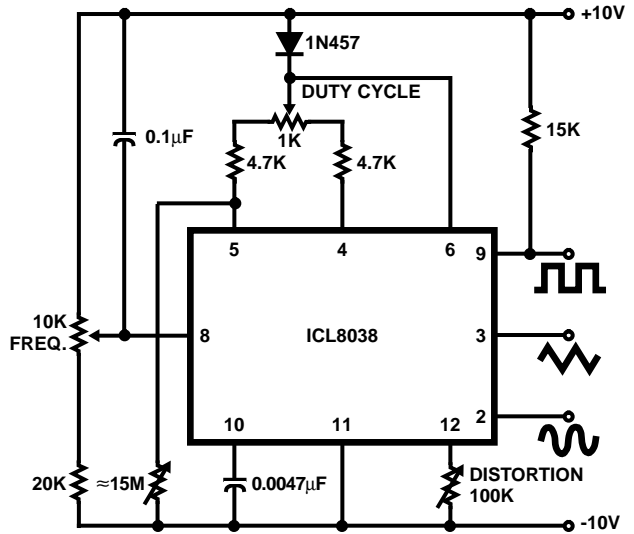 +10V
1N457
DUTY CYCLE
0.1µF
1K
15K
4.7K
4.7K
5
4
6
9
10K
FREQ.
8
ICL8038
3
2
10
11
12
20K
≈15M
0.0047µF
DISTORTION
100K
-10V